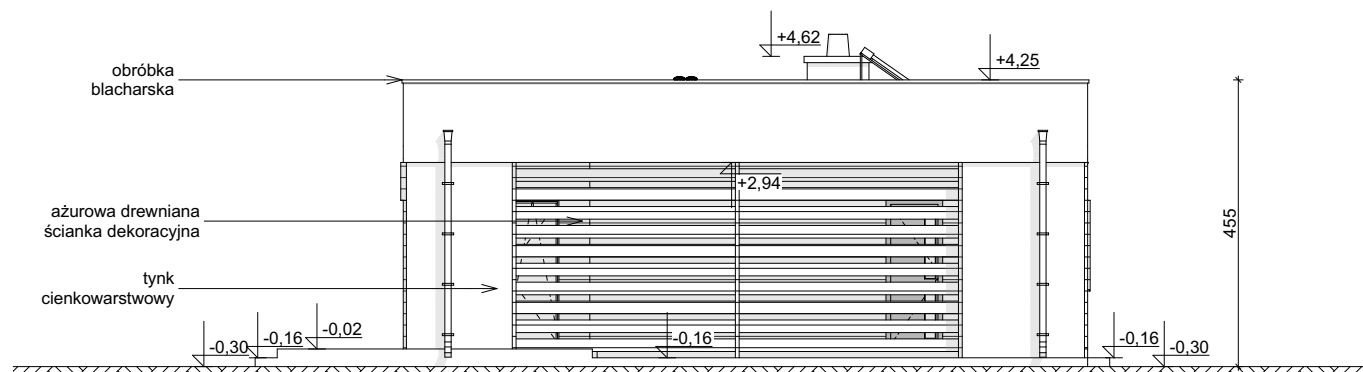 +4,62
+4,25
obróbka
blacharska
+2,94
ażurowa drewniana
ścianka dekoracyjna
455
tynk
cienkowarstwowy
-0,30
-0,16
-0,02
-0,16
-0,16
-0,30